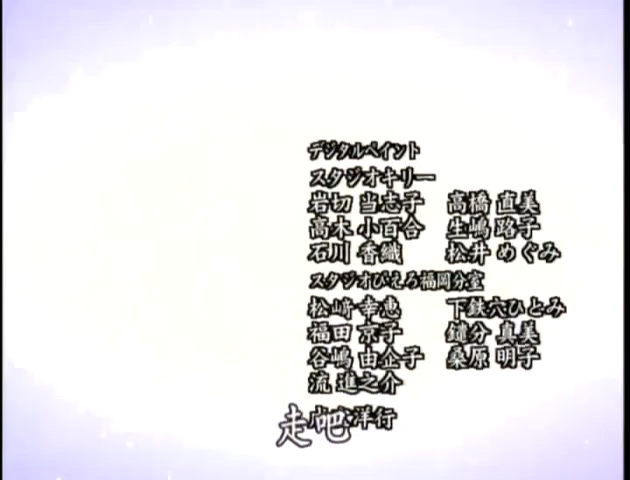 デジタルペイント
スタジオキリー
岩切 当志子 高橋 直美
高木 小百合 生嶋 路子
石川 香織 松井 めぐみ
スタジオぴえろ福岡分室
松崎 幸恵 下鉄穴ひとみ
福田 京子 鑓分 真美
谷嶋 由企子 桑原 明子
流 進之介
洋行
走吧